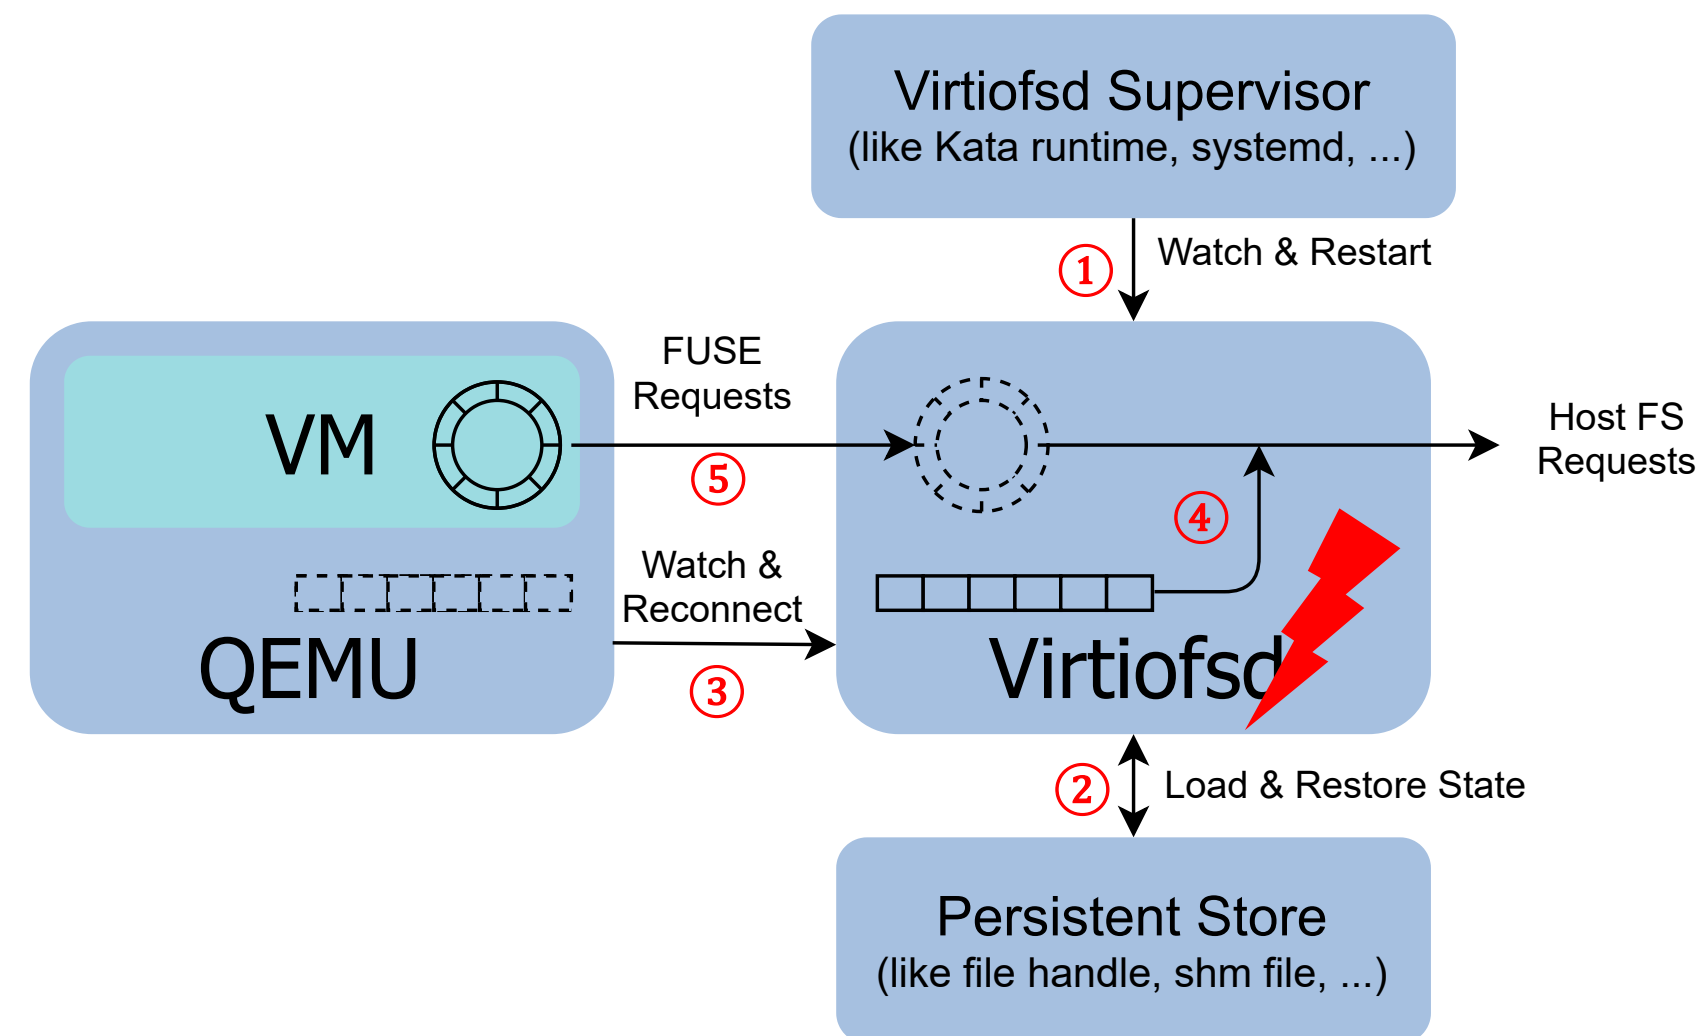 Virtiofsd Supervisor
(like Kata runtime, systemd, ...)
①
Watch & Restart
FUSE
Requests
VM
⑤
Host FS
Requests
④
Watch &
Reconnect
QEMU
③
Virtiofsd
②
Load & Restore State
Persistent Store
(like file handle, shm file, ...)